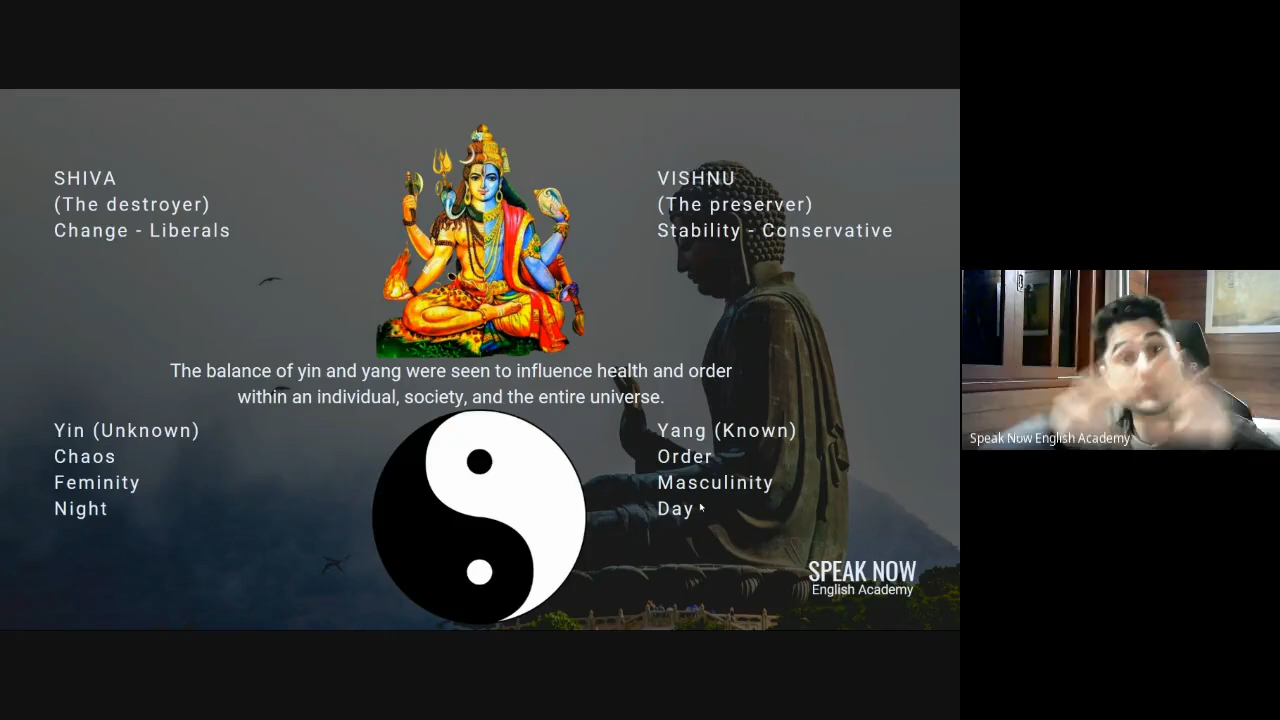 SHIVA
(The destroyer)
Change - Liberals
VISHNU
(The preserver)
Stability - Conservative
The balance of yin and yang were seen to influence health and order
within an individual, society, and the entire universe.
Yin (Unknown)
Chaos
Feminity
Night
Yang (Known)
Order
Masculinity
Day
SPEAK NOW
English Academy
Speak Now English Academy